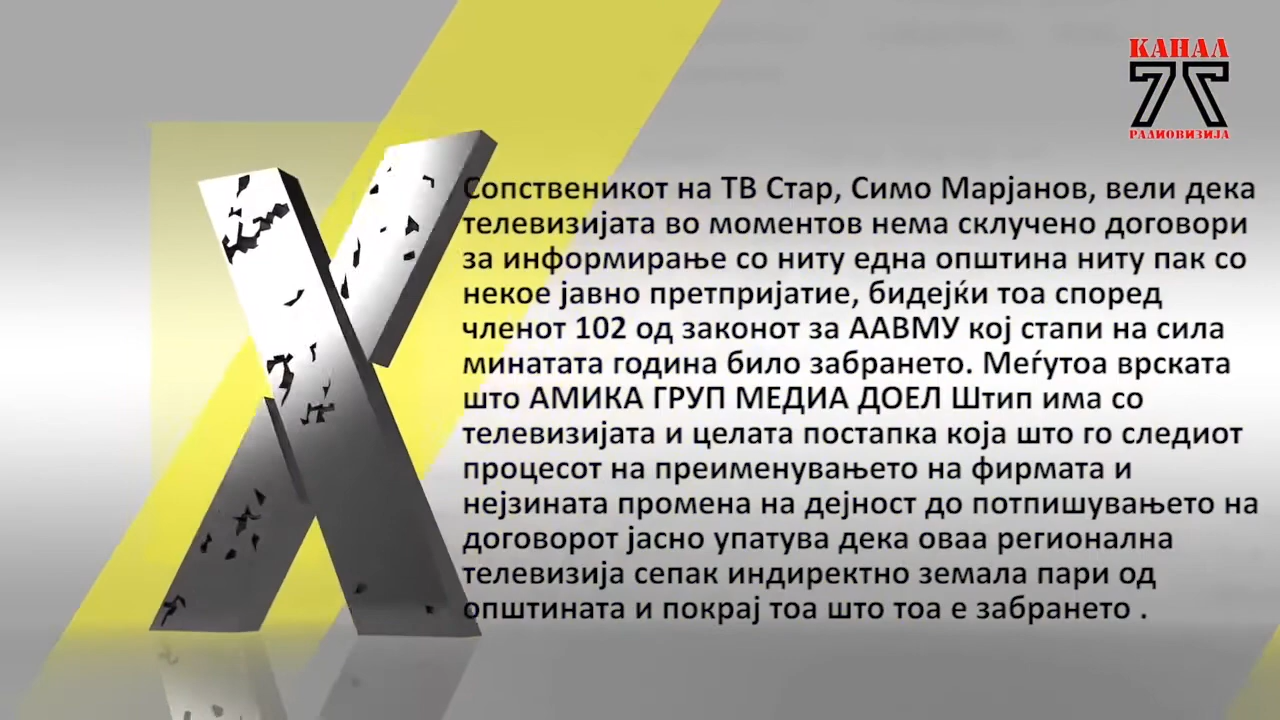 КАНАЛ
77
РАДИОВИЗИЈА
Сопственикот на ТВ Стар, Симо Марјанов, вели дека
телевизијата во моментов нема склучено договори
за информирање со ниту една општина ниту пак со
некое јавно претпријатие, бидејќи тоа според
членот 102 од законот за ААВМУ кој стапи на сила
минатата година било забрането. Меѓутоа врската
што АМИКА ГРУП МЕДИА ДОЕЛ Штип има со
телевизијата и целата постапка која што го следиот
процесот на преименувањето на фирмата и
нејзината промена на дејност до потпишувањето на
договорот јасно упатува дека оваа регионална
телевизија сепак индиректно земала пари од
општината и покрај тоа што тоа е забрането .